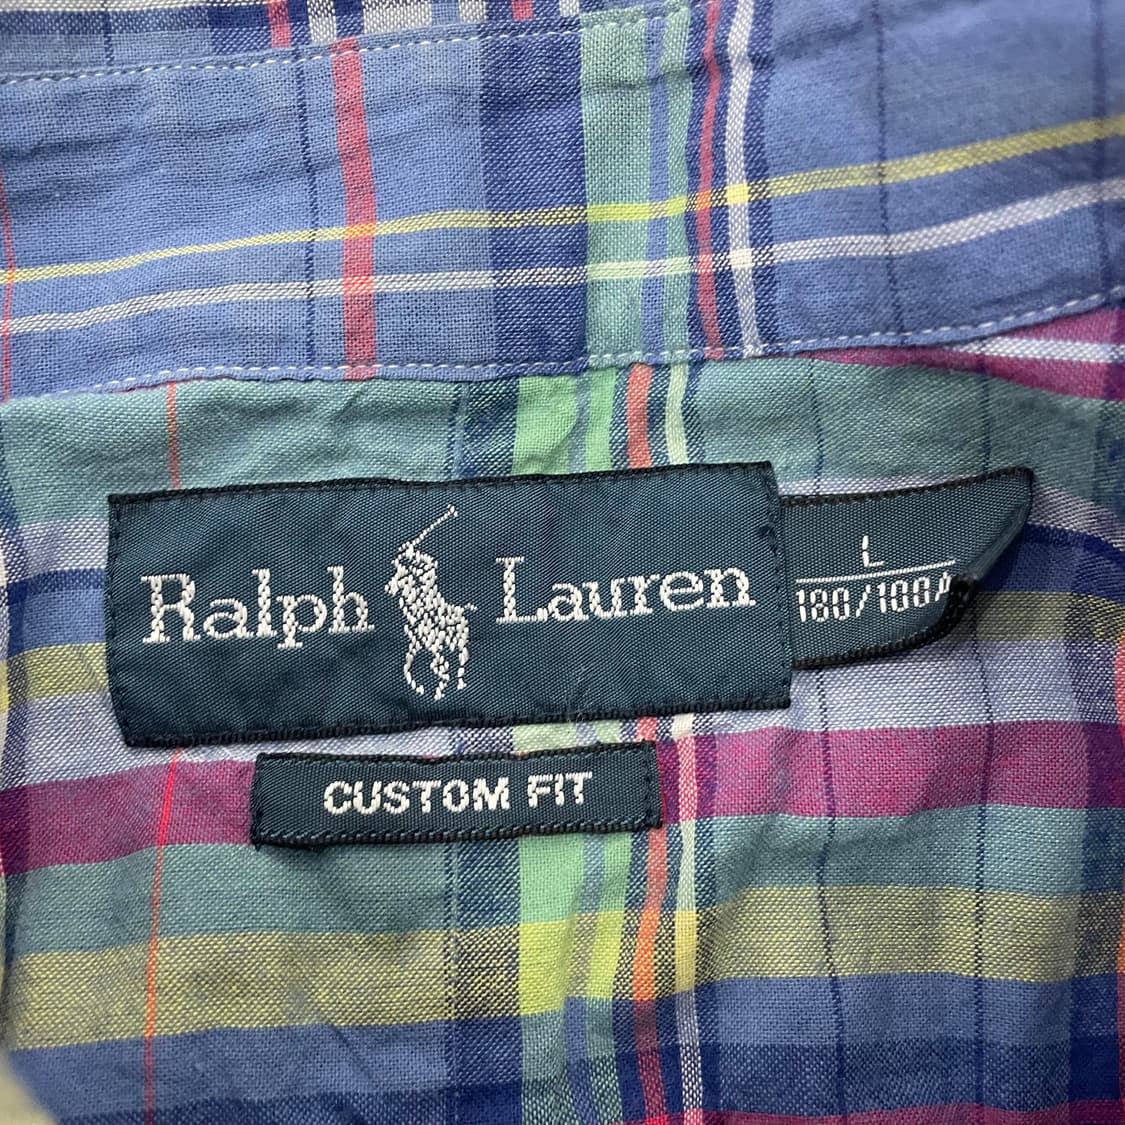 Ralph Lauren
L
180/100A
CUSTOM FIT